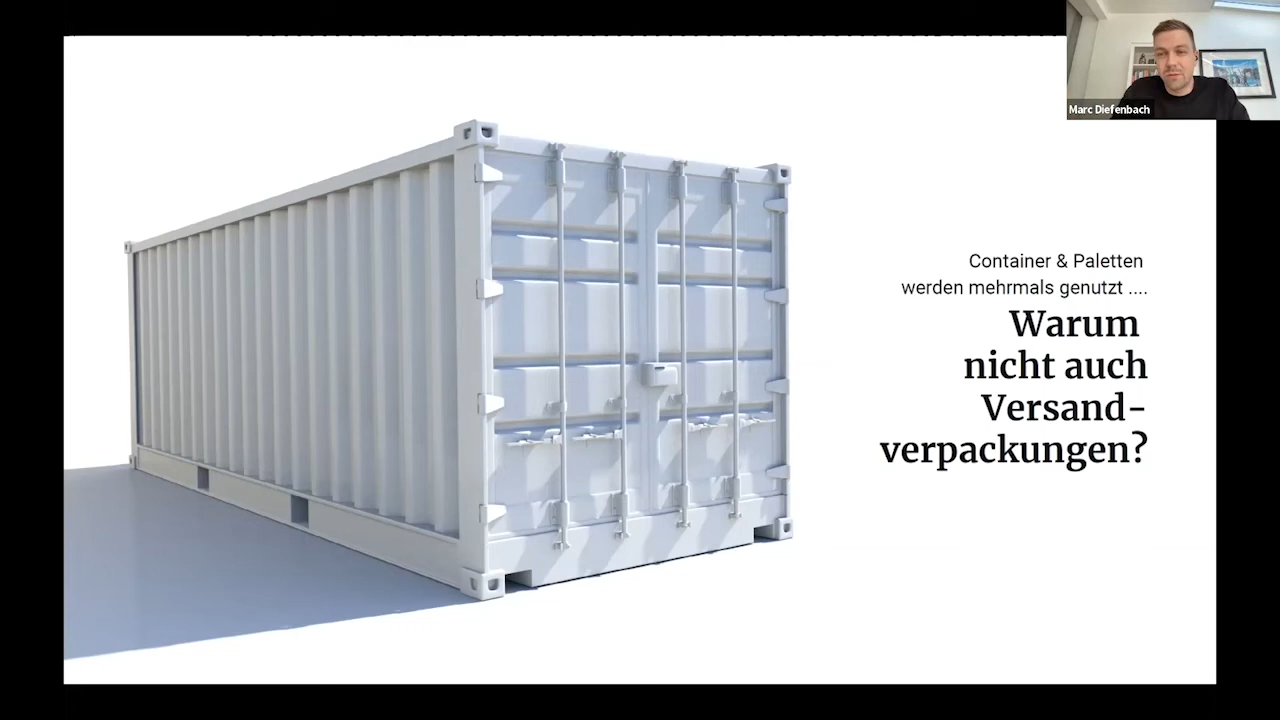 Marc Diefenbach
Container & Paletten
werden mehrmals genutzt ....
Warum
nicht auch
Versand-
verpackungen?